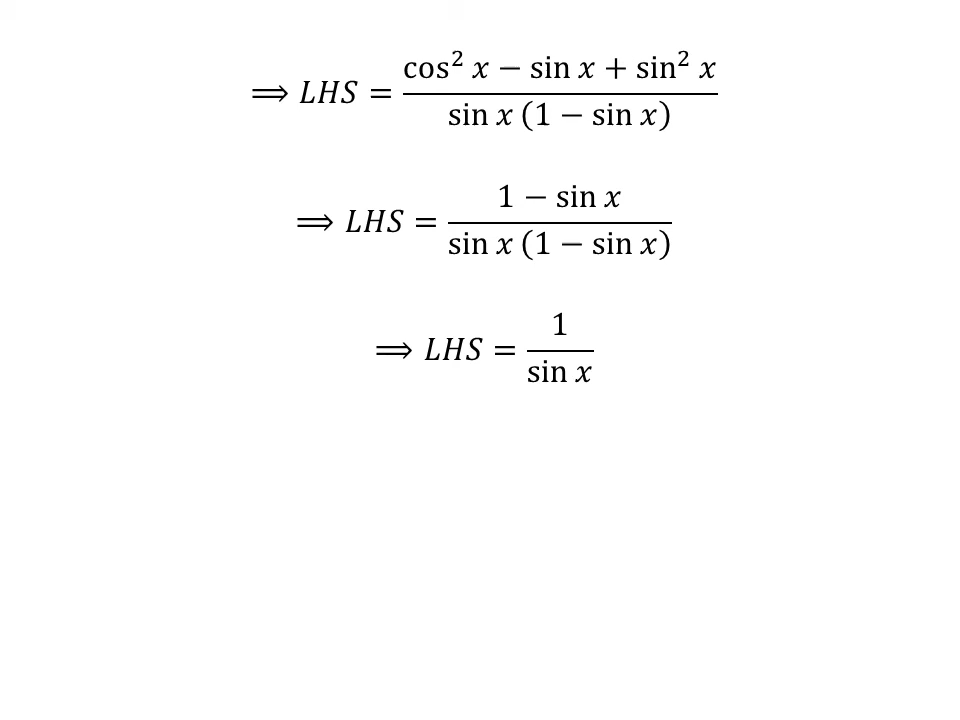 ⟹ LHS = (cos² x − sin x + sin² x) / (sin x (1 − sin x))
⟹ LHS = (1 − sin x) / (sin x (1 − sin x))
⟹ LHS = 1 / sin x